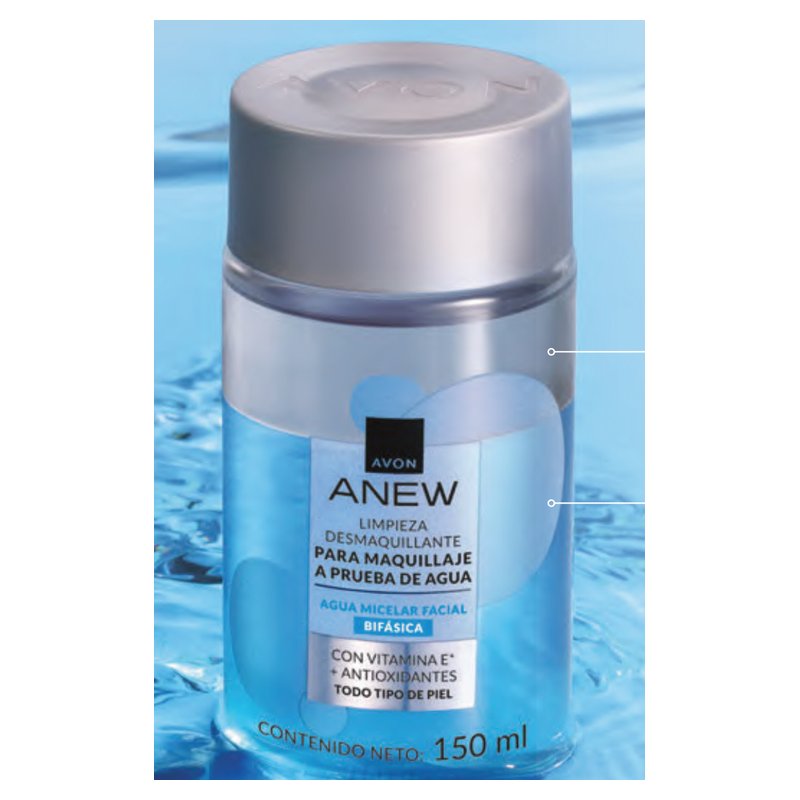 AVON
AVON
ANEW
LIMPIEZA
DESMAQUILLANTE
PARA MAQUILLAJE
A PRUEBA DE AGUA
AGUA MICELAR FACIAL
BIFÁSICA
CON VITAMINA E*
+ ANTIOXIDANTES
TODO TIPO DE PIEL
CONTENIDO NETO: 150 ml